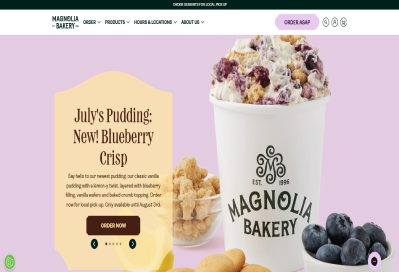 ORDER DESSERTS FOR LOCAL PICK UP
MAGNOLIA
BAKERY
ORDER
PRODUCTS
HOURS & LOCATIONS
ABOUT US
ORDER ASAP
July's Pudding:
New! Blueberry
Crisp
Say hello to our newest pudding: our classic vanilla
pudding with a lemon-y twist, layered with blueberry
filling, vanilla wafers and baked crumb topping. Order
now for local pick-up. Only available until August 3rd.
ORDER NOW
EST. 1996
MAGNOLIA
BAKERY